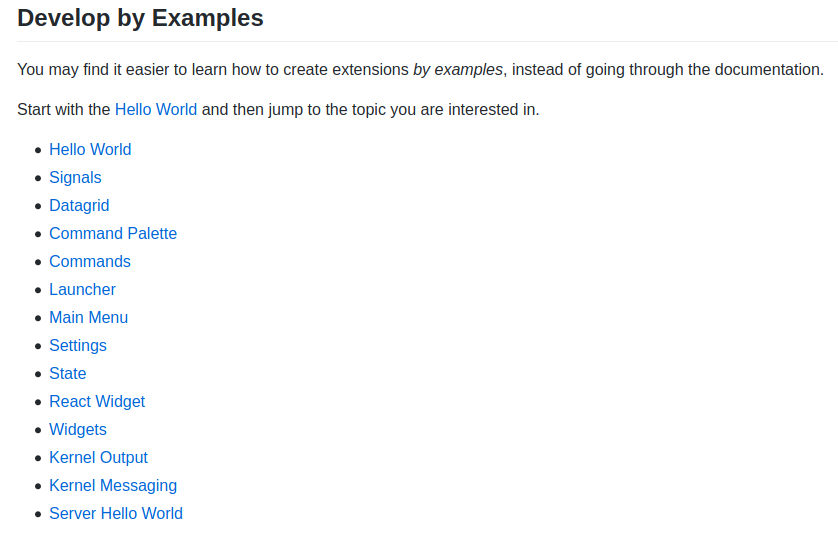 Develop by Examples
You may find it easier to learn how to create extensions by examples, instead of going through the documentation.
Start with the Hello World and then jump to the topic you are interested in.
Hello World
Signals
Datagrid
Command Palette
Commands
Launcher
Main Menu
Settings
State
React Widget
Widgets
Kernel Output
Kernel Messaging
Server Hello World